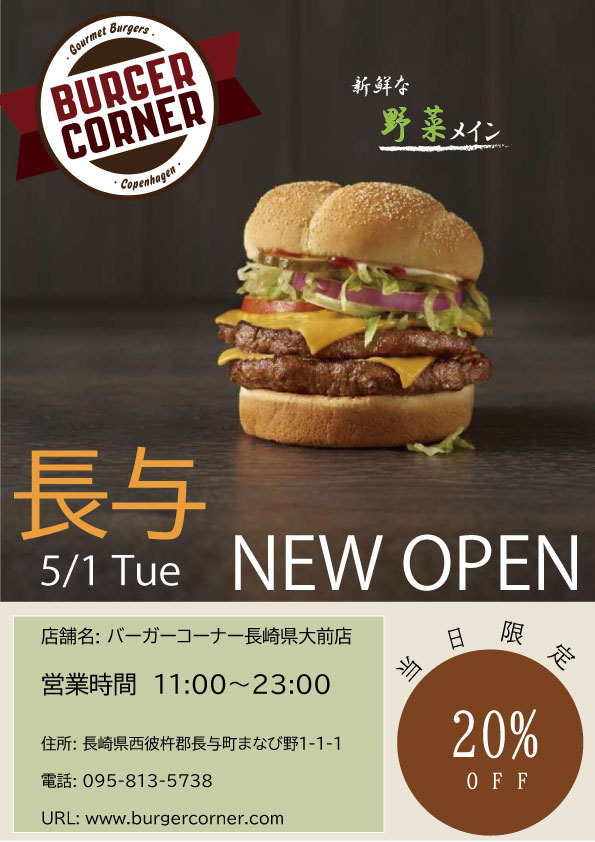 Gourmet Burgers
BURGER
CORNER
Copenhagen
新鮮な
野菜メイン
長与
5/1 Tue
NEW OPEN
店舗名: バーガーコーナー長崎県大前店
営業時間 11:00～23:00
住所: 長崎県西彼杵郡長与町まなび野1-1-1
電話: 095-813-5738
URL: www.burgercorner.com
当日限定
20%
OFF